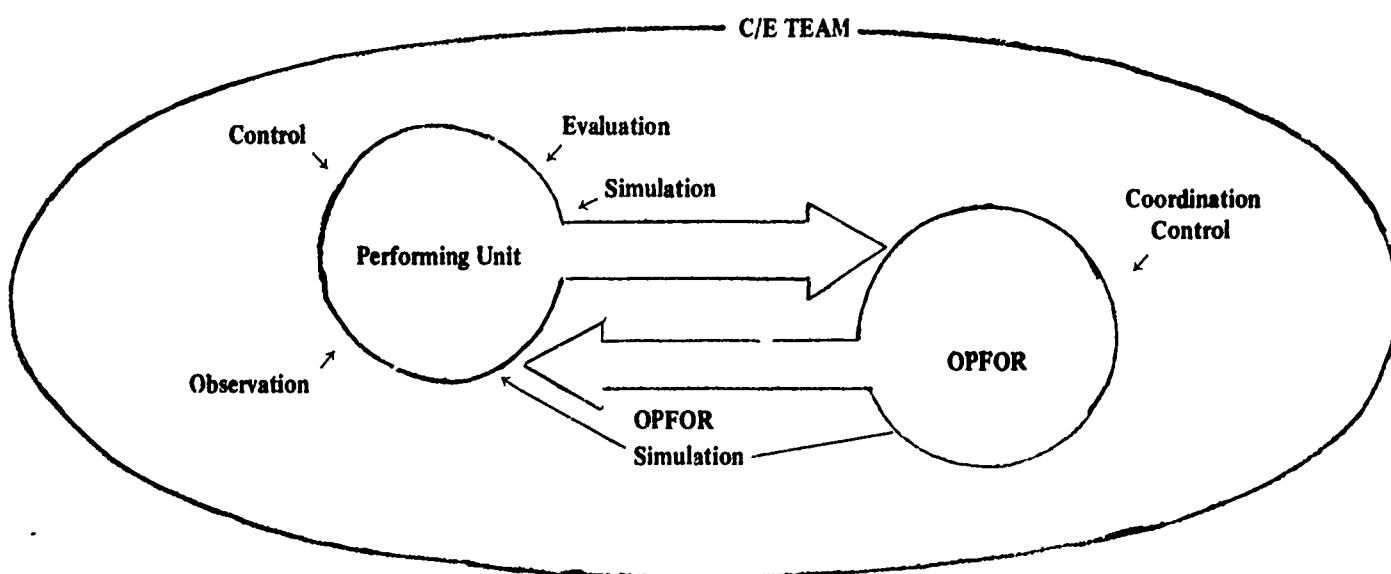 C/E TEAM
Control
Evaluation
Simulation
Performing Unit
Observation
Coordination
Control
OPFOR
OPFOR
Simulation